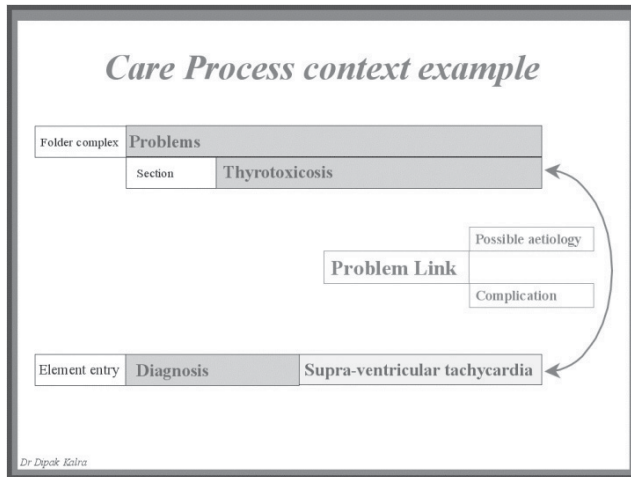 Care Process context example
Folder complex Problems
Section Thyrotoxicosis
Possible aetiology
Problem Link
Complication
Element entry Diagnosis Supra-ventricular tachycardia
Dr Dipak Kalra